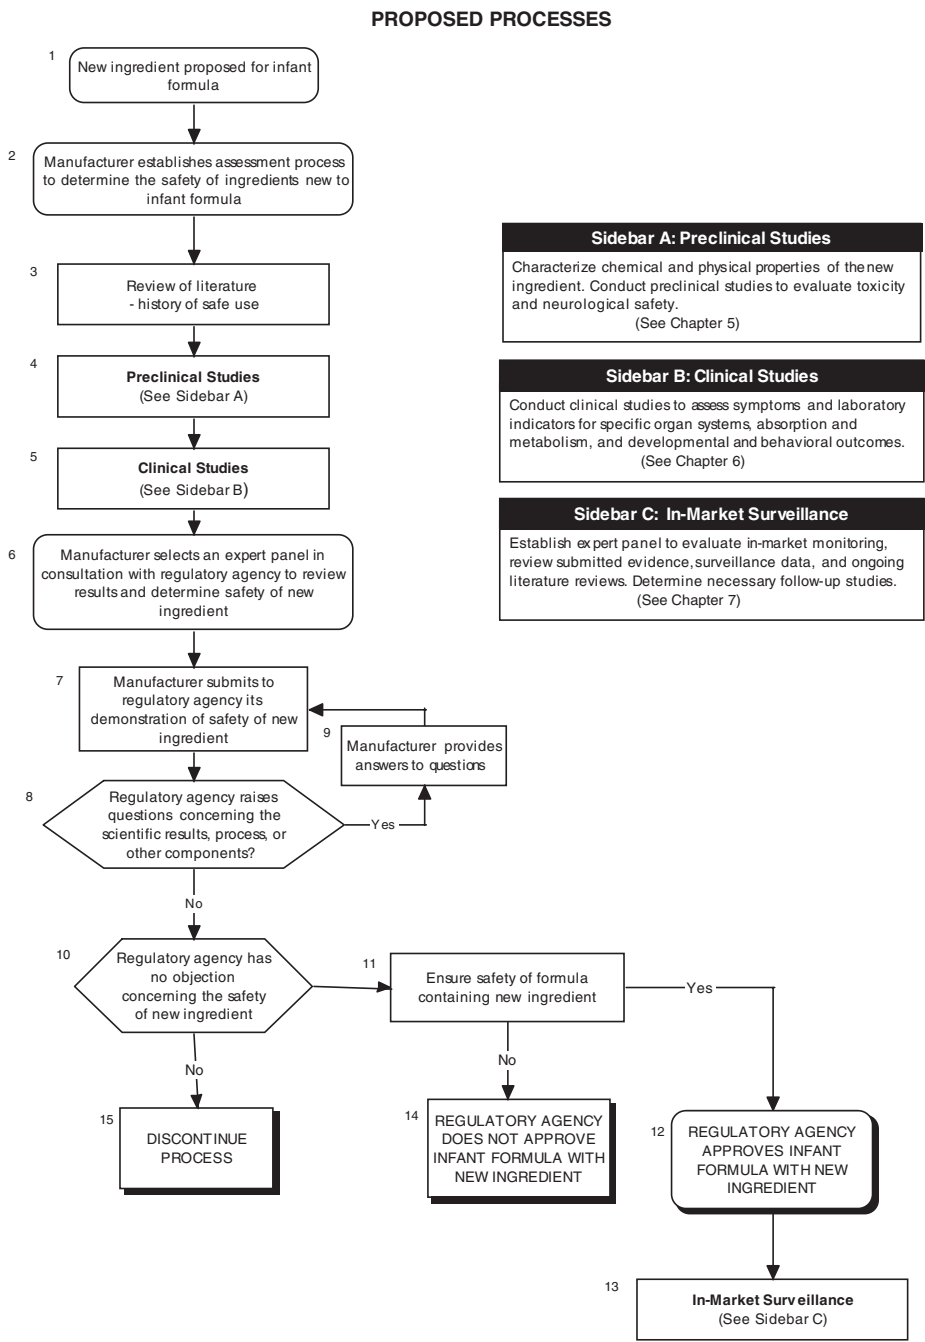 PROPOSED PROCESSES
1
New ingredient proposed for infant
formula
2
Manufacturer establishes assessment process
to determine the safety of ingredients new to
infant formula
3
Review of literature
- history of safe use
4
Preclinical Studies
(See Sidebar A)
5
Clinical Studies
(See Sidebar B)
6
Manufacturer selects an expert panel in
consultation with regulatory agency to review
results and determine safety of new
ingredient
7
Manufacturer submits to
regulatory agency its
demonstration of safety of new
ingredient
9
Manufacturer provides
answers to questions
8
Regulatory agency raises
questions concerning the
scientific results, process, or
other components?
Yes
No
10
Regulatory agency has
no objection
concerning the safety
of new ingredient
11
Ensure safety of formula
containing new ingredient
Yes
No
No
15
DISCONTINUE
PROCESS
14
REGULATORY AGENCY
DOES NOT APPROVE
INFANT FORMULA WITH
NEW INGREDIENT
12
REGULATORY AGENCY
APPROVES INFANT
FORMULA WITH NEW
INGREDIENT
13
In-Market Surveillance
(See Sidebar C)
Sidebar A: Preclinical Studies
Characterize chemical and physical properties of the new
ingredient. Conduct preclinical studies to evaluate toxicity
and neurological safety.
(See Chapter 5)
Sidebar B: Clinical Studies
Conduct clinical studies to assess symptoms and laboratory
indicators for specific organ systems, absorption and
metabolism, and developmental and behavioral outcomes.
(See Chapter 6)
Sidebar C: In-Market Surveillance
Establish expert panel to evaluate in-market monitoring,
review submitted evidence, surveillance data, and ongoing
literature reviews. Determine necessary follow-up studies.
(See Chapter 7)